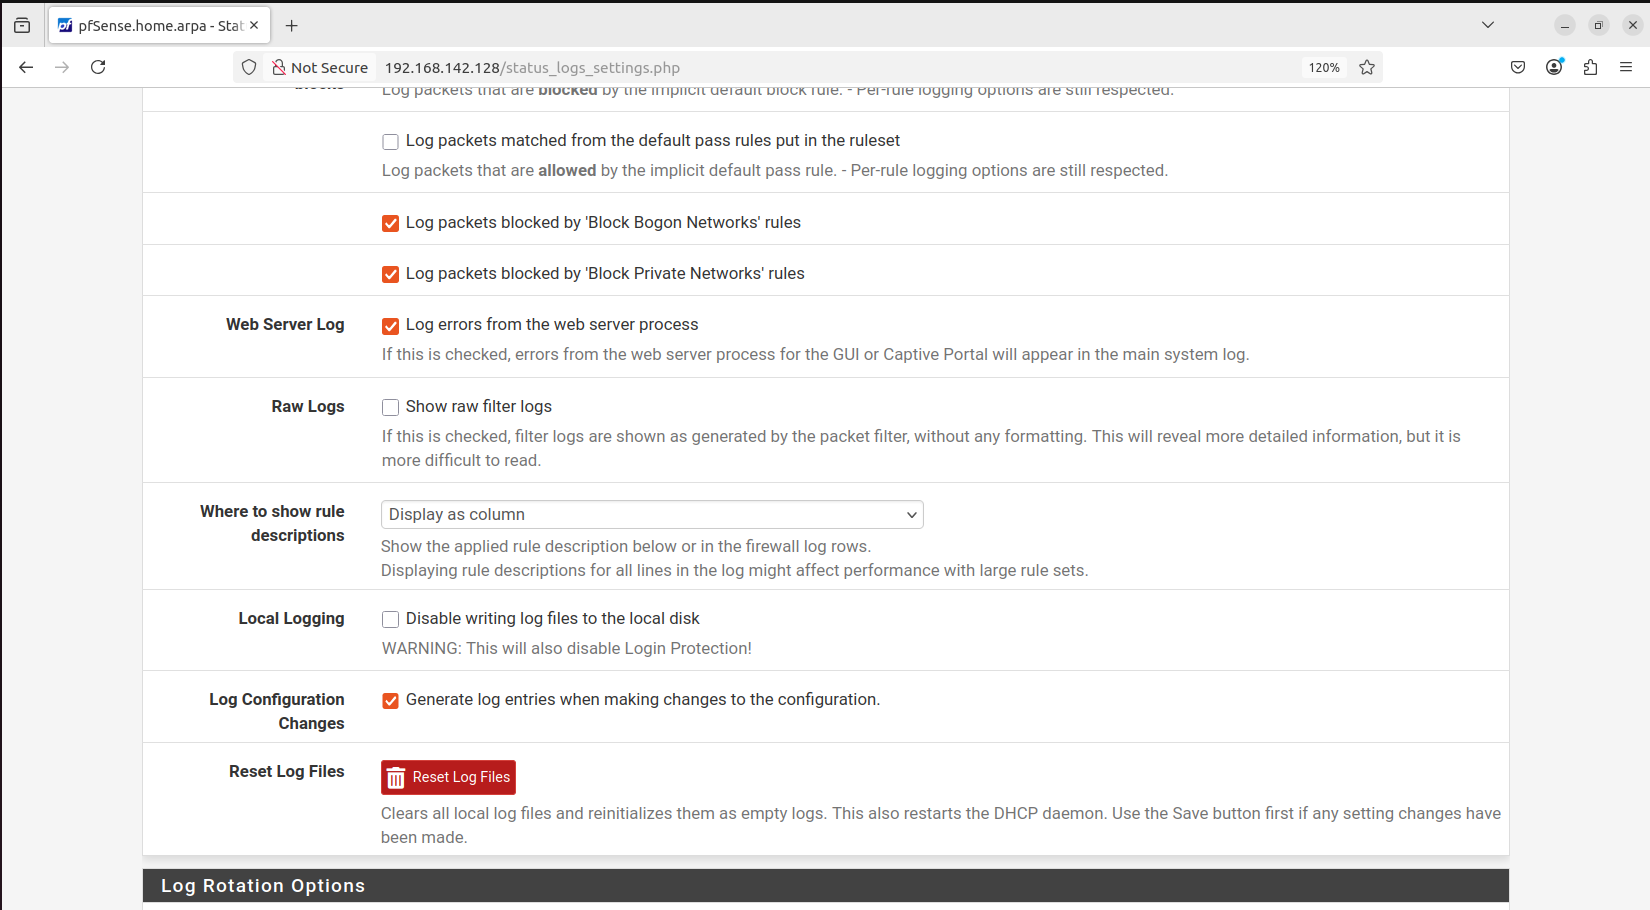 pfSense.home.arpa - Stat
Not Secure
192.168.142.128/status_logs_settings.php
120%
blocks
Log packets that are blocked by the implicit default block rule. - Per-rule logging options are still respected.
Log packets matched from the default pass rules put in the ruleset
Log packets that are allowed by the implicit default pass rule. - Per-rule logging options are still respected.
Log packets blocked by 'Block Bogon Networks' rules
Log packets blocked by 'Block Private Networks' rules
Web Server Log
Log errors from the web server process
If this is checked, errors from the web server process for the GUI or Captive Portal will appear in the main system log.
Raw Logs
Show raw filter logs
If this is checked, filter logs are shown as generated by the packet filter, without any formatting. This will reveal more detailed information, but it is
more difficult to read.
Where to show rule
descriptions
Display as column
Show the applied rule description below or in the firewall log rows.
Displaying rule descriptions for all lines in the log might affect performance with large rule sets.
Local Logging
Disable writing log files to the local disk
WARNING: This will also disable Login Protection!
Log Configuration
Changes
Generate log entries when making changes to the configuration.
Reset Log Files
Reset Log Files
Clears all local log files and reinitializes them as empty logs. This also restarts the DHCP daemon. Use the Save button first if any setting changes have
been made.
Log Rotation Options